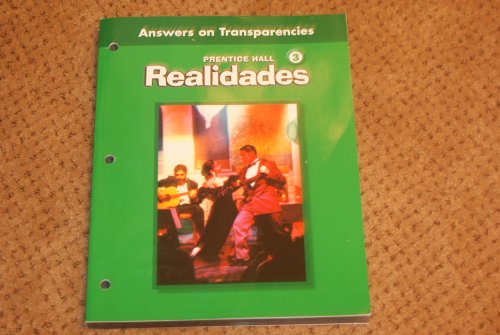 Answers on Transparencies
PRENTICE HALL 3
Realidades